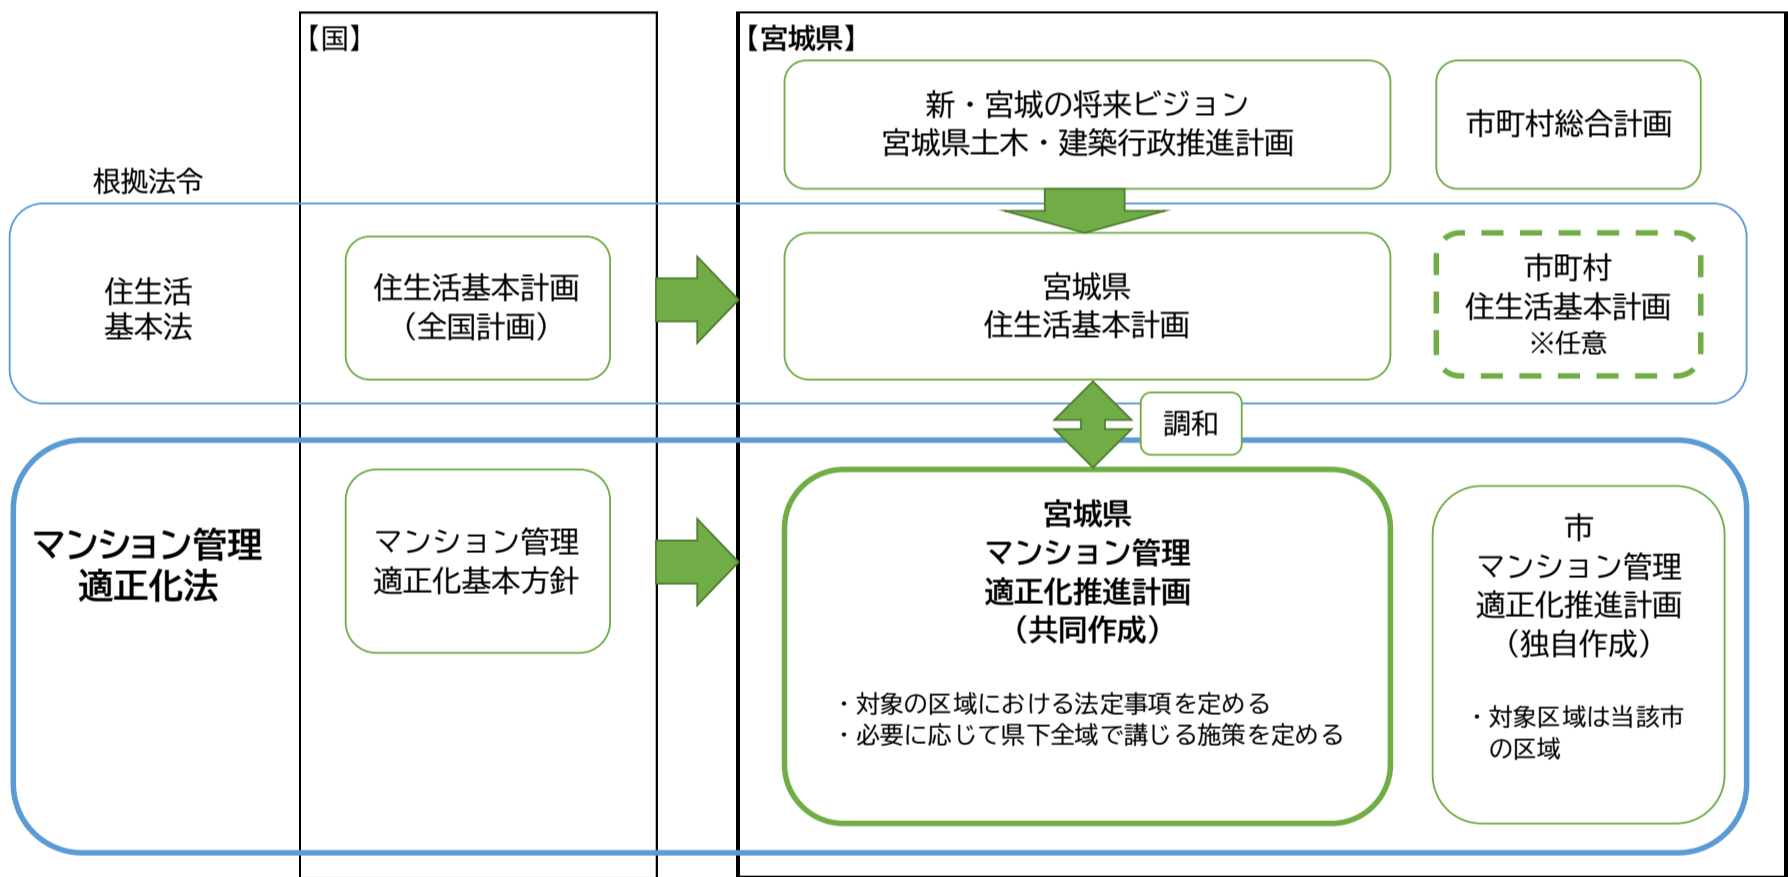 【国】
【宮城県】
新・宮城の将来ビジョン
宮城県土木・建築行政推進計画
市町村総合計画
根拠法令
住生活
基本法
住生活基本計画
（全国計画）
宮城県
住生活基本計画
市町村
住生活基本計画
※任意
調和
マンション管理
適正化法
マンション管理
適正化基本方針
宮城県
マンション管理
適正化推進計画
（共同作成）
・対象の区域における法定事項を定める
・必要に応じて県下全域で講じる施策を定める
市
マンション管理
適正化推進計画
（独自作成）
・対象区域は当該市
の区域